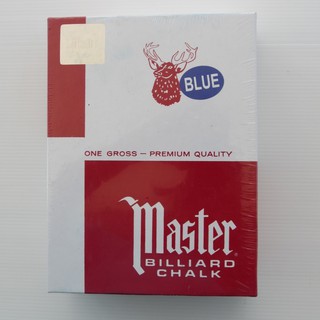 BLUE
ONE GROSS — PREMIUM QUALITY
Master®
BILLIARD
CHALK